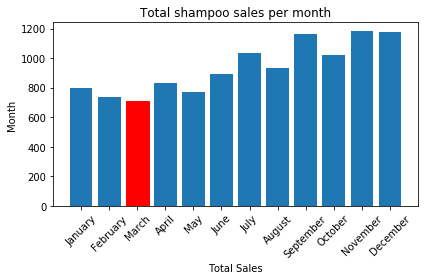 Total shampoo sales per month
Month
1200
1000
800
600
400
200
0
January
February
March
April
May
June
July
August
September
October
November
December
Total Sales